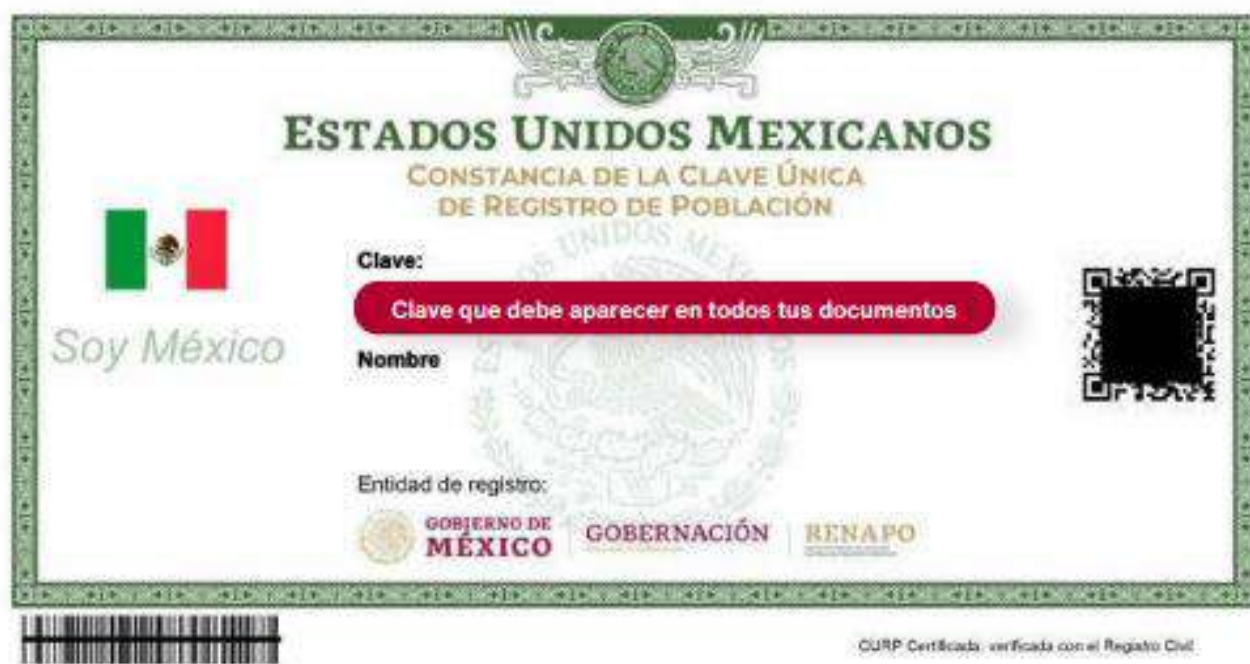 ESTADOS UNIDOS MEXICANOS
CONSTANCIA DE LA CLAVE ÚNICA
DE REGISTRO DE POBLACIÓN
Clave:
Clave que debe aparecer en todos tus documentos
Soy México
Nombre
Entidad de registro:
GOBIERNO DE
MÉXICO
GOBERNACIÓN
RENAPO
CURP Certificada: verificada con el Registro Civil